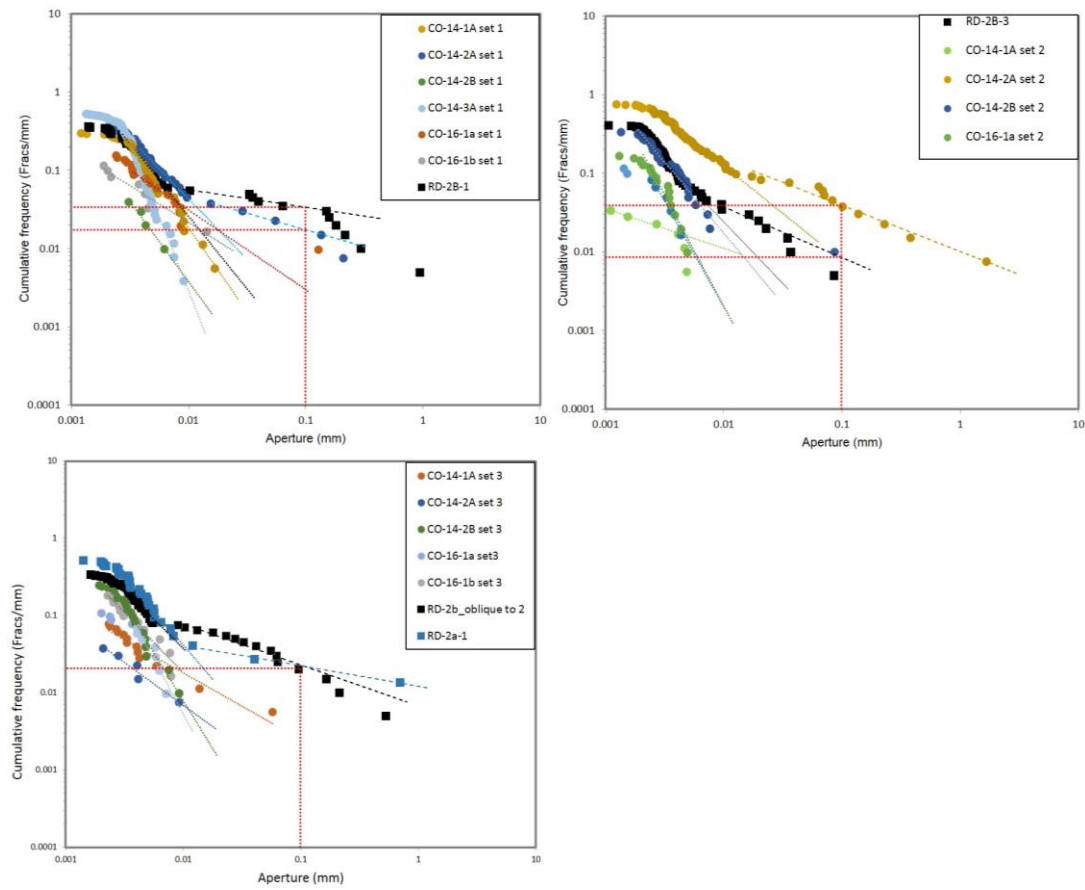 CO-14-1A set 1
CO-14-2A set 1
CO-14-2B set 1
CO-14-3A set 1
CO-16-1a set 1
CO-16-1b set 1
RD-2B-1
Cumulative frequency (Fracs/mm)
10
1
0.1
0.01
0.001
0.0001
0.001
0.01
0.1
1
10
Aperture (mm)
RD-2B-3
CO-14-1A set 2
CO-14-2A set 2
CO-14-2B set 2
CO-16-1a set 2
Cumulative frequency (Fracs/mm)
10
1
0.1
0.01
0.001
0.0001
0.001
0.01
0.1
1
10
Aperture (mm)
CO-14-1A set 3
CO-14-2A set 3
CO-14-2B set 3
CO-16-1a set3
CO-16-1b set 3
RD-2b_oblique to 2
RD-2a-1
Cumulative frequency (Fracs/mm)
10
1
0.1
0.01
0.001
0.0001
0.001
0.01
0.1
1
10
Aperture (mm)